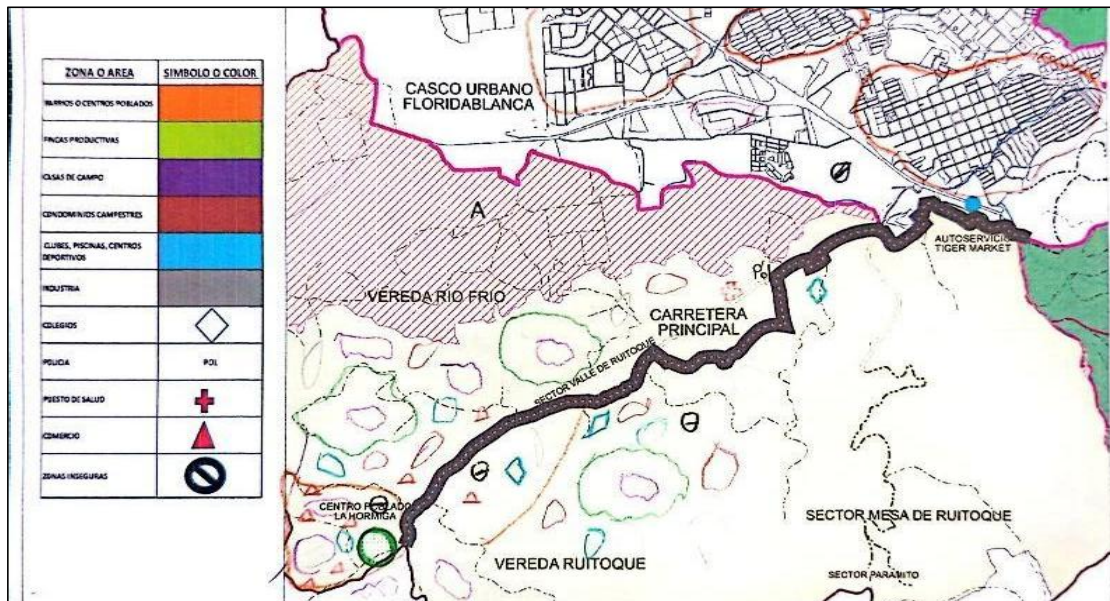 ZONA O AREA SIMBOLO O COLOR
BARRIOS O CENTROS POBLADOS
FINCAS PRODUCTIVAS
CASAS DE CAMPO
CONDOMINIOS CAMPESTRES
CLUBES, PISCINAS, CENTROS
DEPORTIVOS
INDUSTRIA
COLEGIOS
POLICIA POL
PUESTO DE SALUD
COMERCIO
ZONAS INSEGURAS
CASCO URBANO
FLORIDABLANCA
A
AUTOSERVICIO
TIGER MARKET
Pol
VEREDA RIO FRIO
CARRETERA
PRINCIPAL
SECTOR VALLE DE RUITOQUE
CENTRO POBLADO
LA HORMIGA
SECTOR MESA DE RUITOQUE
VEREDA RUITOQUE
SECTOR PARAMITO